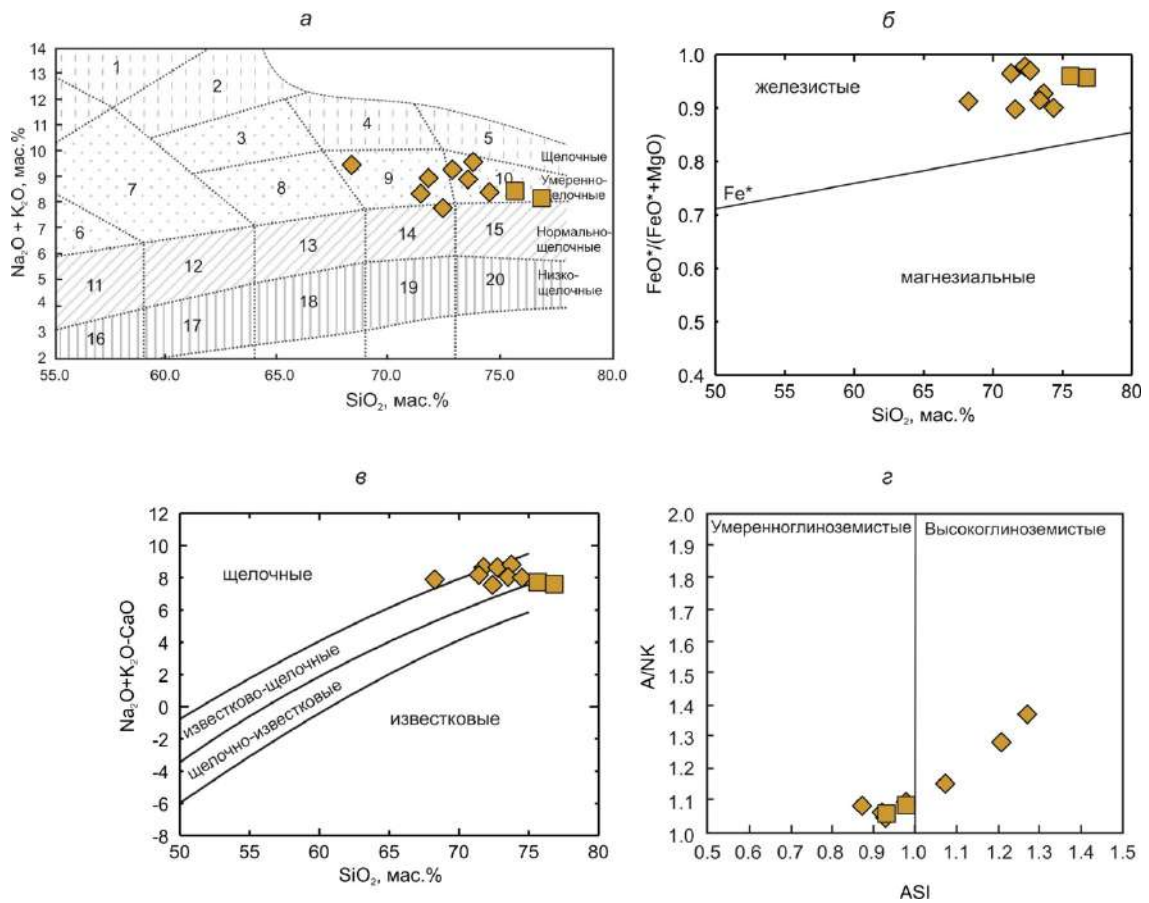 а
14
13
12
11
10
9
8
7
6
5
4
3
2
Na₂O + K₂O, мас.%
1
2
3
4
5
6
7
8
9
10
11
12
13
14
15
16
17
18
19
20
Щелочные
Умеренно-
щелочные
Нормально-
щелочные
Низко-
щелочные
55.0 60.0 65.0 70.0 75.0 80.0
SiO₂, мас.%
б
1.0
0.9
0.8
0.7
0.6
0.5
0.4
FeO*/(FeO*+MgO)
железистые
Fe*
магнезиальные
50 55 60 65 70 75 80
SiO₂, мас.%
в
12
10
8
6
4
2
0
-2
-4
-6
-8
Na₂O+K₂O-CaO
щелочные
известково-щелочные
щелочно-известковые
известковые
50 55 60 65 70 75 80
SiO₂, мас.%
г
2.0
1.9
1.8
1.7
1.6
1.5
1.4
1.3
1.2
1.1
1.0
A/NK
Умеренноглиноземистые
Высокоглиноземистые
0.5 0.6 0.7 0.8 0.9 1.0 1.1 1.2 1.3 1.4 1.5
ASI